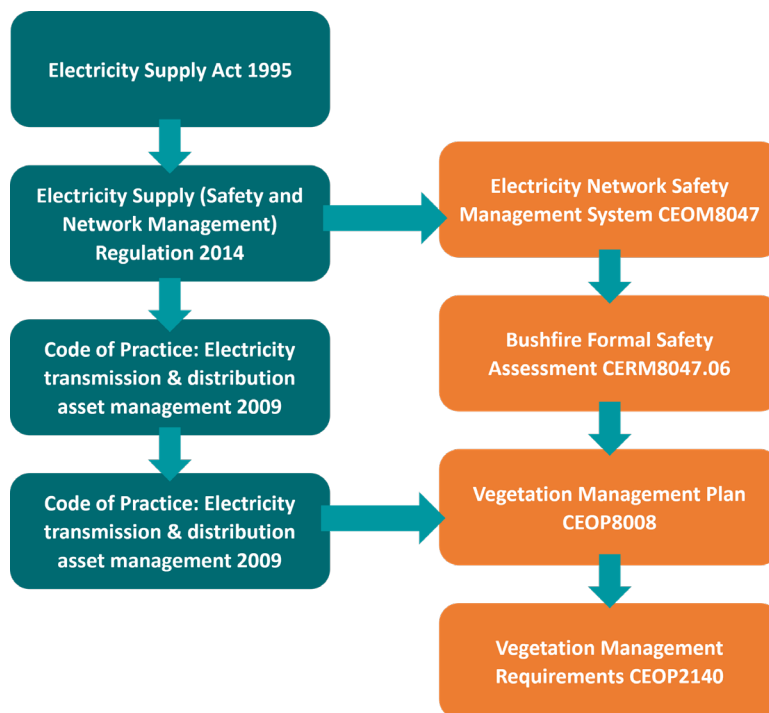 Electricity Supply Act 1995
Electricity Supply (Safety and
Network Management)
Regulation 2014
Code of Practice: Electricity
transmission & distribution
asset management 2009
Code of Practice: Electricity
transmission & distribution
asset management 2009
Electricity Network Safety
Management System CEOM8047
Bushfire Formal Safety
Assessment CERM8047.06
Vegetation Management Plan
CEOP8008
Vegetation Management
Requirements CEOP2140